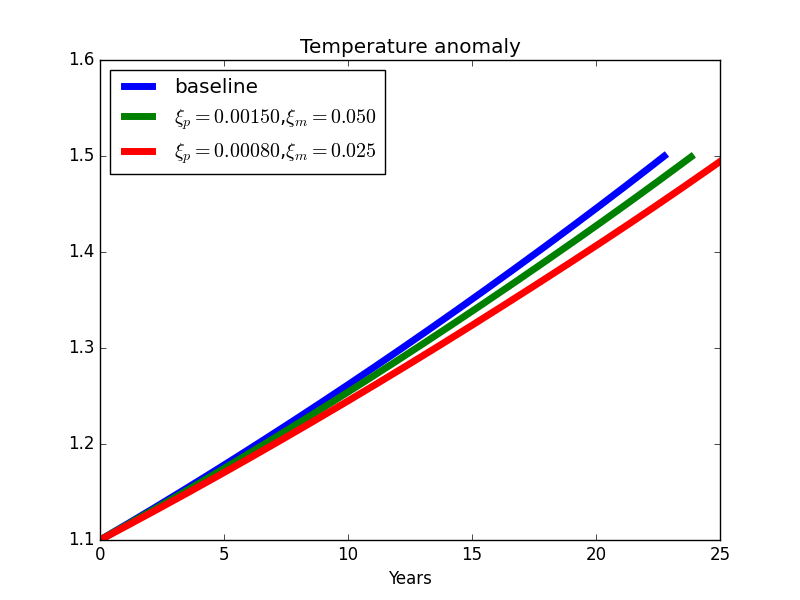 Temperature anomaly
1.6
1.5
1.4
1.3
1.2
1.1
baseline
ξₚ = 0.00150,ξₘ = 0.050
ξₚ = 0.00080,ξₘ = 0.025
0 5 10 15 20 25
Years